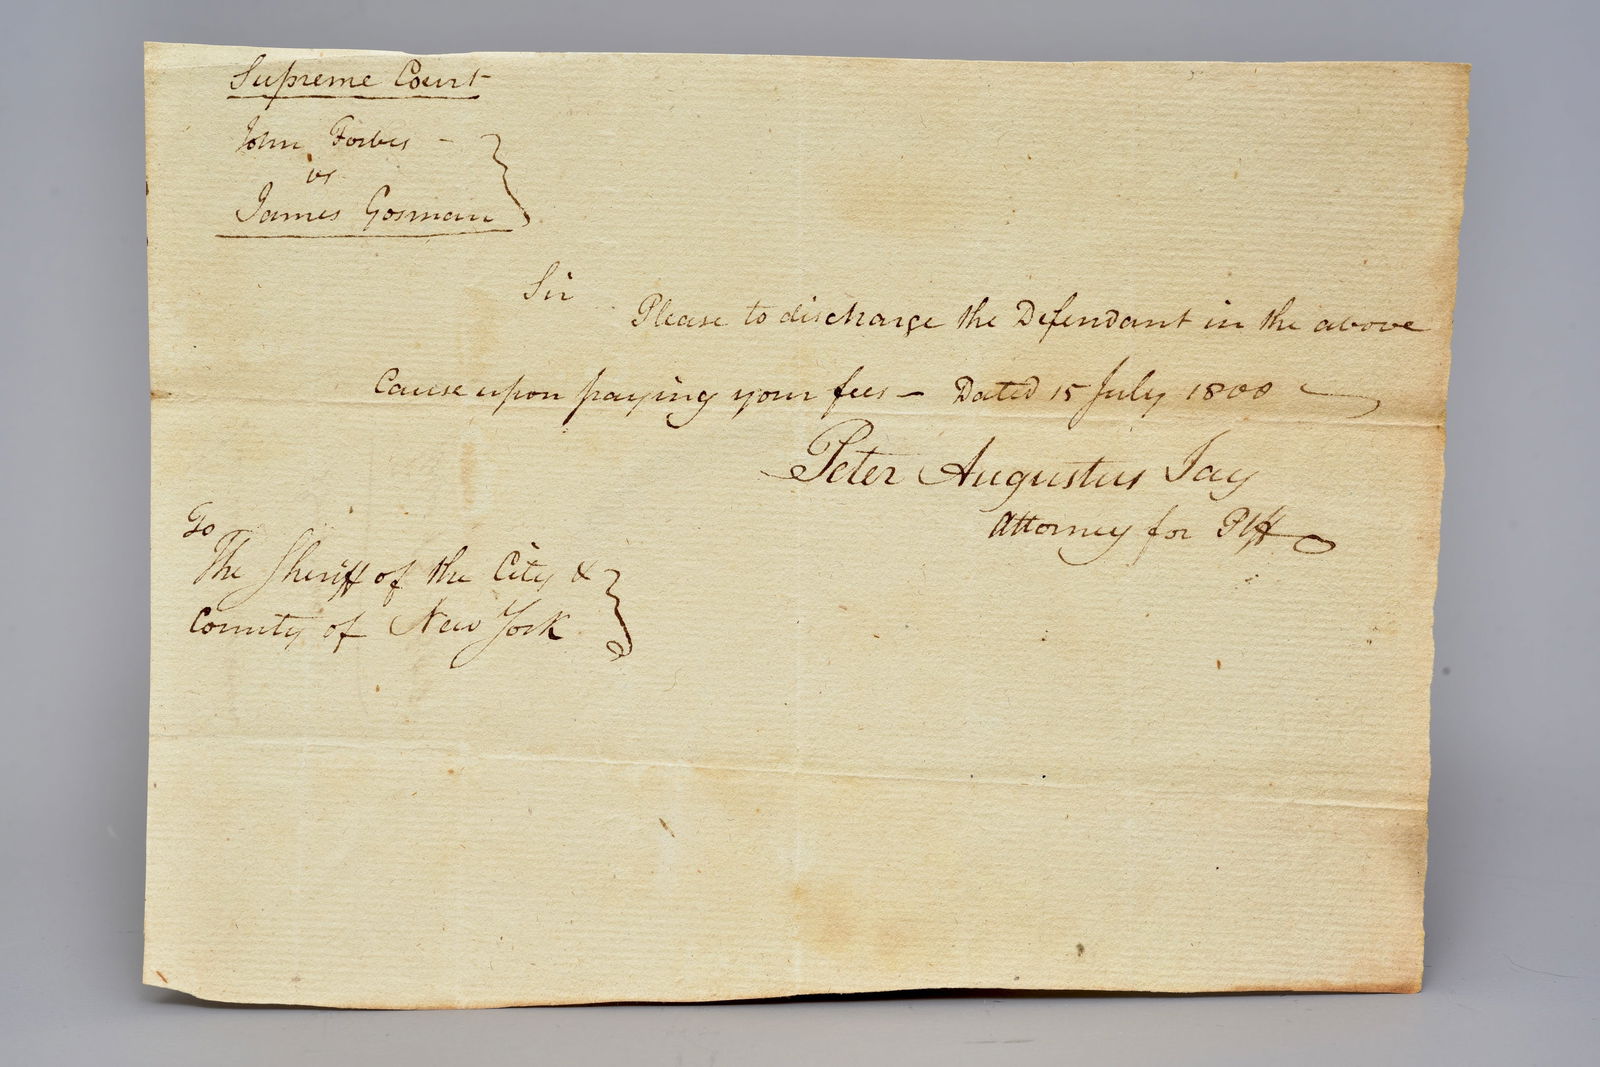 Supreme Court
John Forbes -
vs
James Gosman
Sir
Please to discharge the Defendant in the above
Cause upon paying your fees - Dated 15 July 1800
Peter Augustus Jay
Attorney for Plff
To
The Sheriff of the City &
County of New York